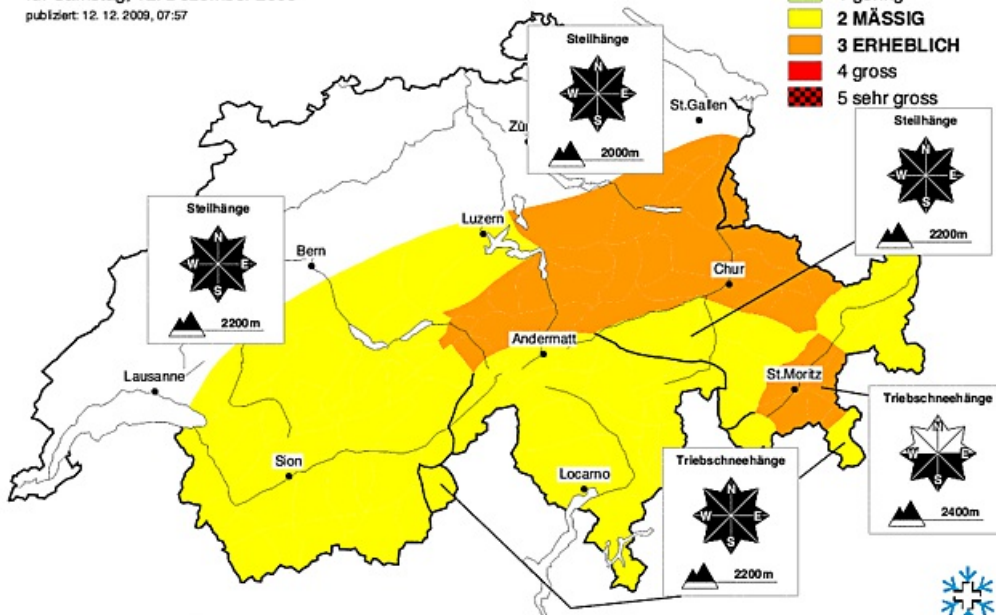 publiziert: 12. 12. 2009, 07:57
2 MÄSSIG
3 ERHEBLICH
4 gross
5 sehr gross
Steilhänge
N
W E
S
2000m
St.Gallen
Steilhänge
N
W E
S
2200m
Steilhänge
N
W E
S
2200m
Luzern
Bern
Chur
Andermatt
Lausanne
St.Moritz
Triebschneehänge
N
W E
S
2400m
Sion
Locarno
Triebschneehänge
N
W E
S
2200m